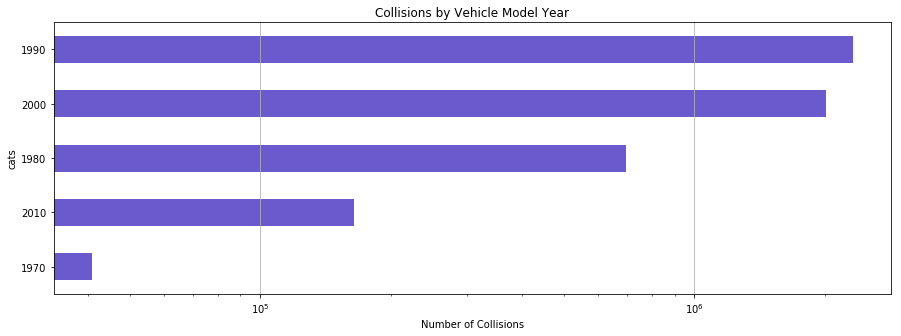 Collisions by Vehicle Model Year
1990
2000
1980
2010
1970
cats
10⁵
10⁶
Number of Collisions